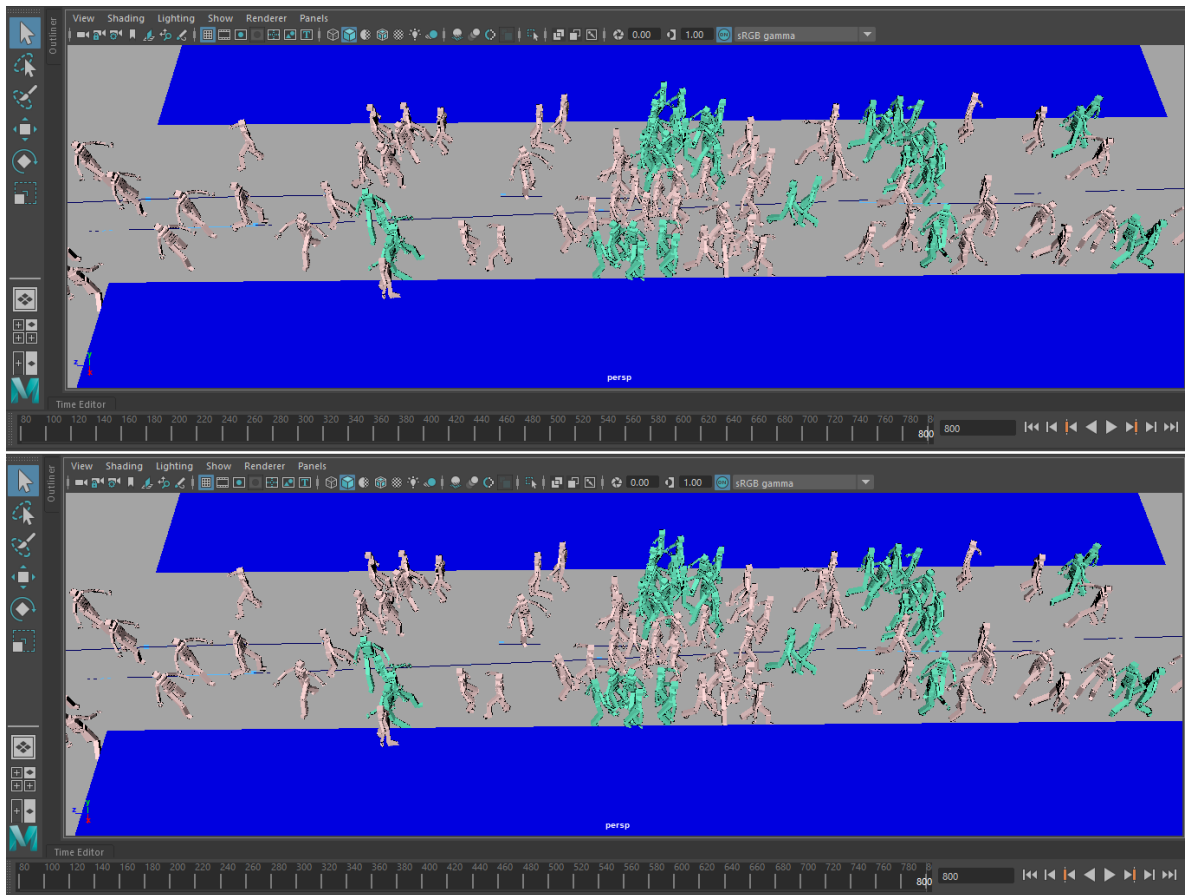 View Shading Lighting Show Renderer Panels
Outliner
0.00 1.00 sRGB gamma
z y x
persp
Time Editor
80 100 120 140 160 180 200 220 240 260 280 300 320 340 360 380 400 420 440 460 480 500 520 540 560 580 600 620 640 660 680 700 720 740 760 780
800 800
View Shading Lighting Show Renderer Panels
Outliner
0.00 1.00 sRGB gamma
z y x
persp
Time Editor
80 100 120 140 160 180 200 220 240 260 280 300 320 340 360 380 400 420 440 460 480 500 520 540 560 580 600 620 640 660 680 700 720 740 760 780
800 800